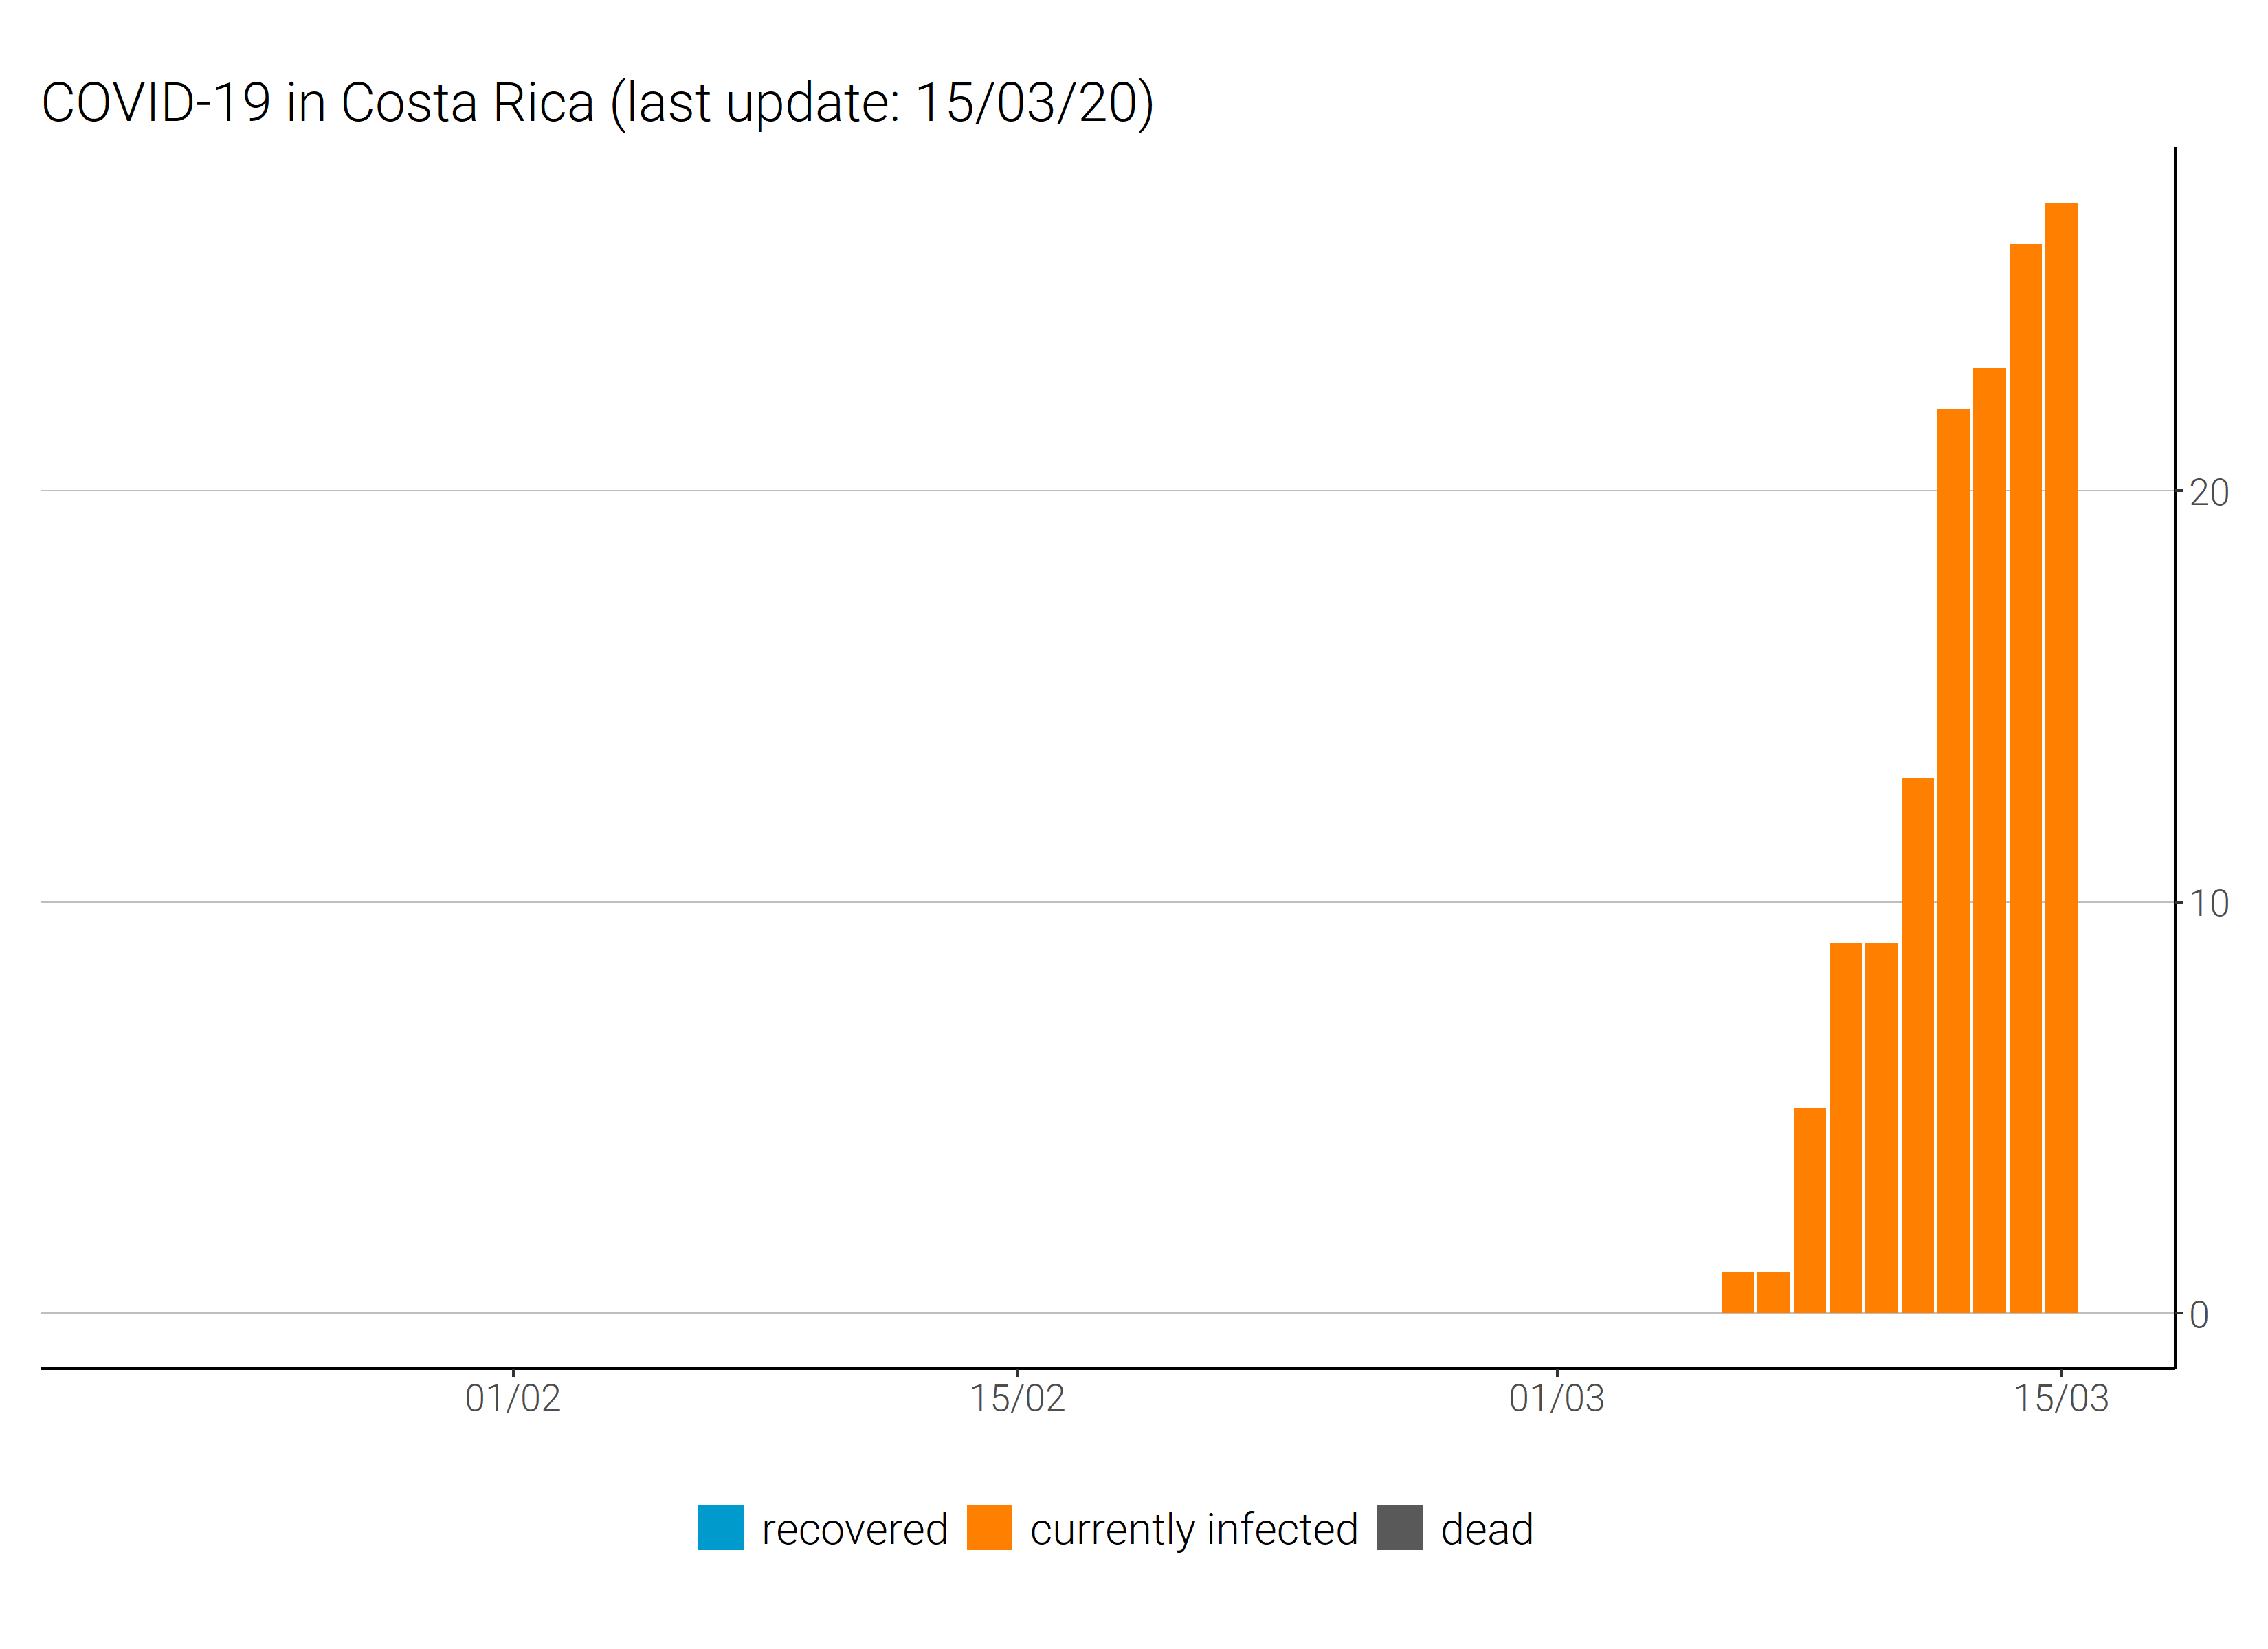 COVID-19 in Costa Rica (last update: 15/03/20)
20
10
0
01/02 15/02 01/03 15/03
recovered currently infected dead